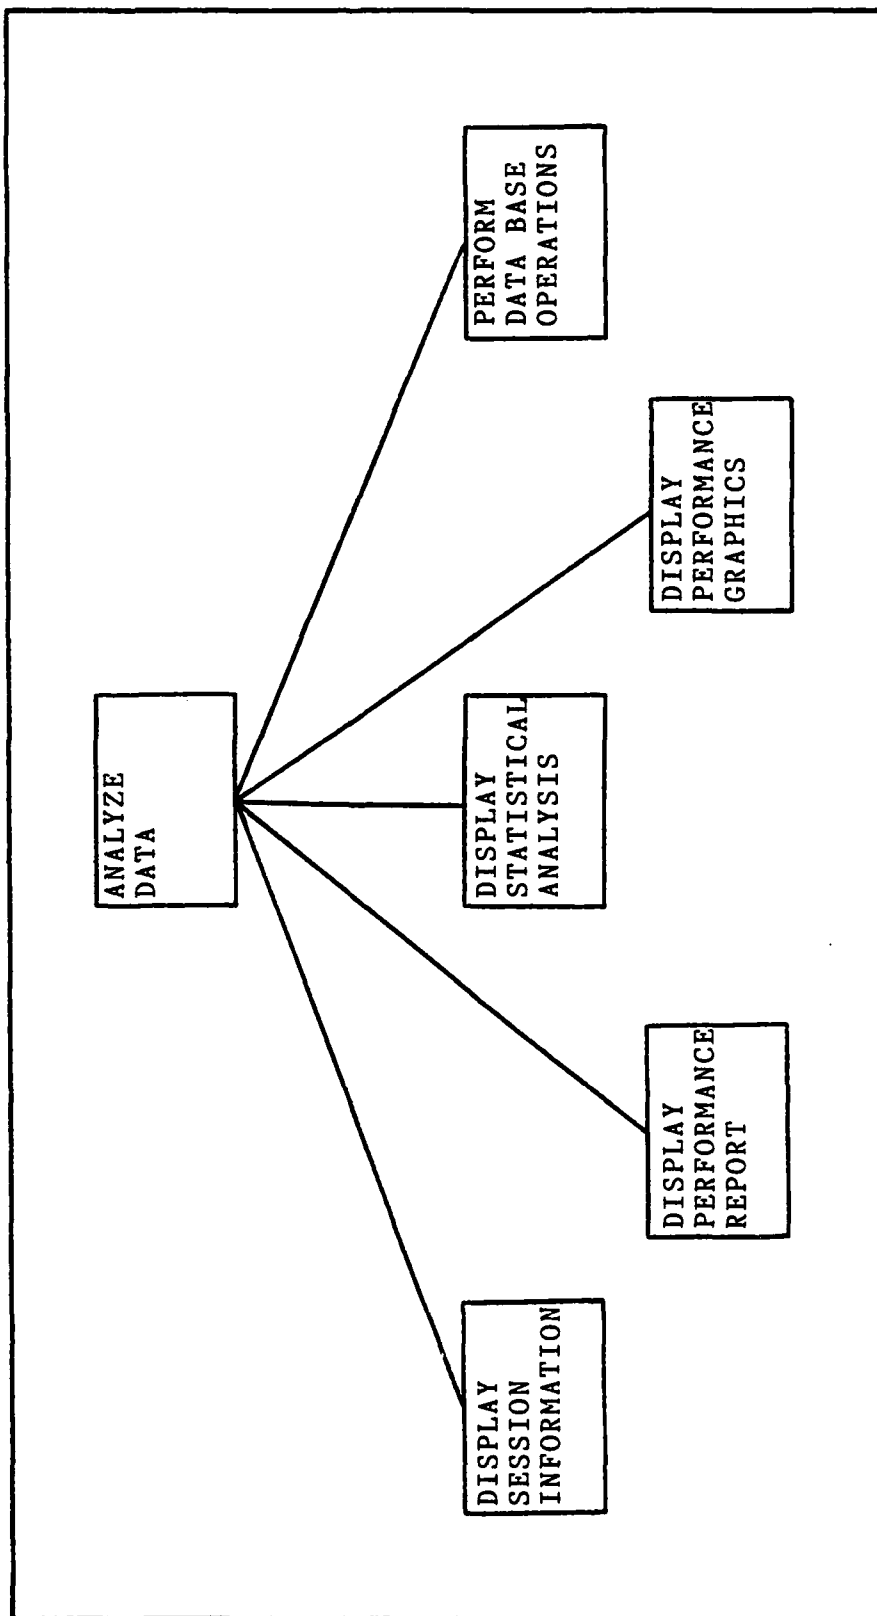 ANALYZE
DATA
DISPLAY
SESSION
INFORMATION
DISPLAY
PERFORMANCE
REPORT
DISPLAY
STATISTICAL
ANALYSIS
DISPLAY
PERFORMANCE
GRAPHICS
PERFORM
DATA BASE
OPERATIONS